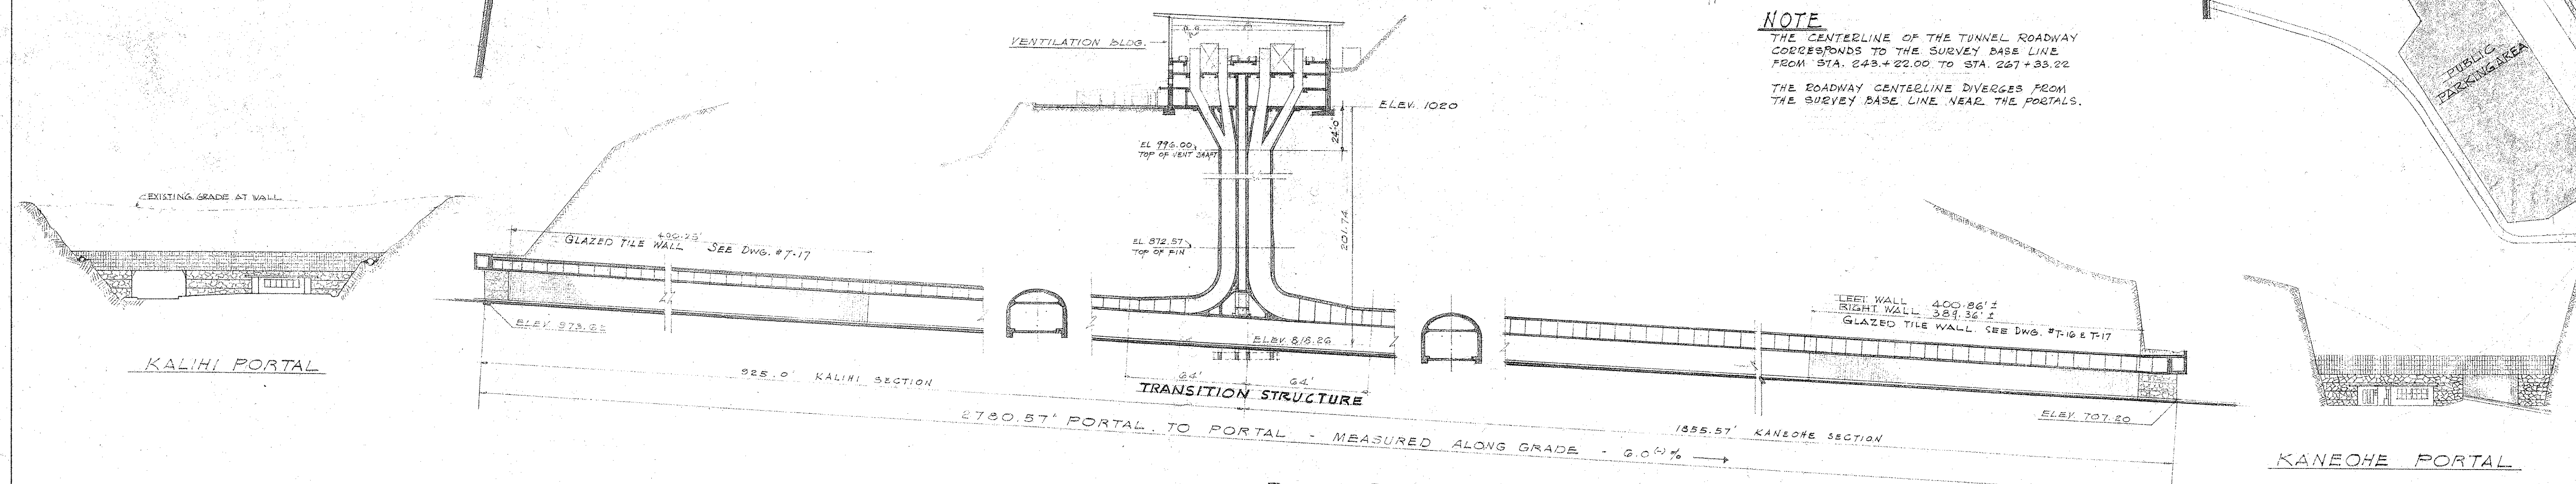 NOTE
THE CENTERLINE OF THE TUNNEL ROADWAY
CORRESPONDS TO THE SURVEY BASE LINE
FROM STA. 243+22.00 TO STA. 267+33.22
THE ROADWAY CENTERLINE DIVERGES FROM
THE SURVEY BASE LINE NEAR THE PORTALS.
PUBLIC
PARKING AREA
VENTILATION BLDG.
ELEV. 1020
24'-0"
EL 996.00
TOP OF VENT SHAFT
EXISTING GRADE AT WALL
201.74
GLAZED TILE WALL SEE DWG. #T-17
EL 872.57
TOP OF FIN
LEFT WALL 400.86' ±
RIGHT WALL 389.36' ±
GLAZED TILE WALL. SEE DWG. #T-16 & T-17
ELEV. 818.26
KALIHI PORTAL
925.0' KALIHI SECTION
64'
64'
TRANSITION STRUCTURE
2780.57' PORTAL TO PORTAL - MEASURED ALONG GRADE - 6.0(-)%
1855.57' KANEOHE SECTION
ELEV. 707.20
KANEOHE PORTAL